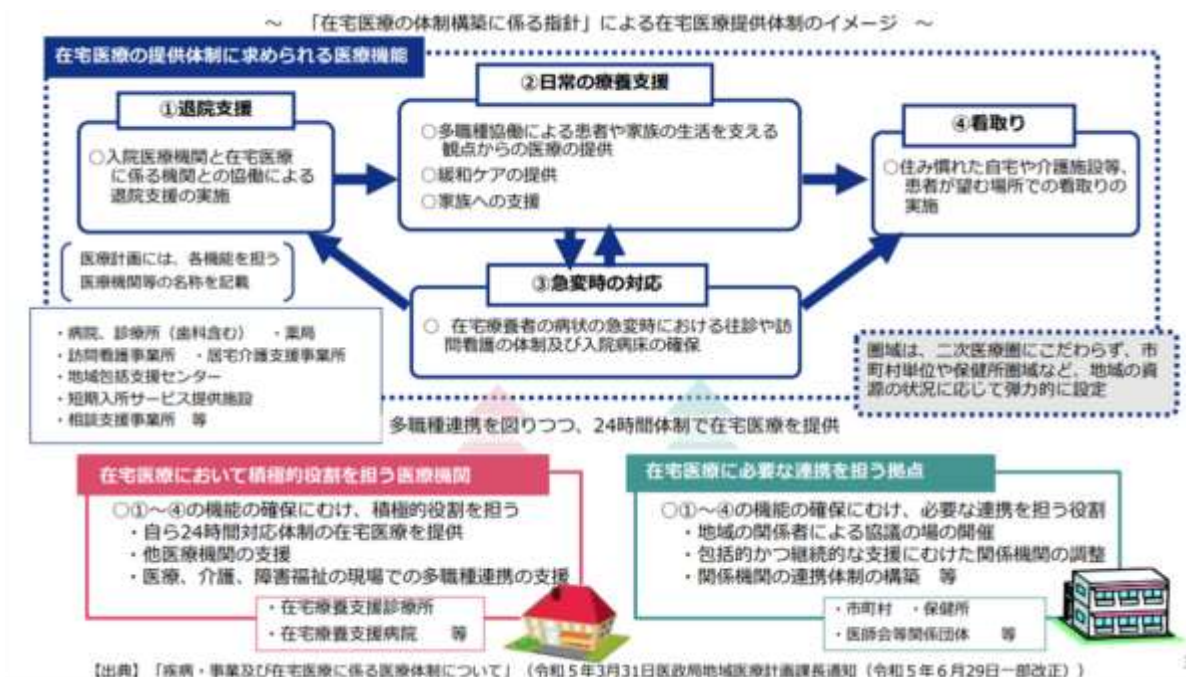 ～　「在宅医療の体制構築に係る指針」による在宅医療提供体制のイメージ　～
在宅医療の提供体制に求められる医療機能
①退院支援
○入院医療機関と在宅医療
に係る機関との協働による
退院支援の実施
②日常の療養支援
○多職種協働による患者や家族の生活を支える
観点からの医療の提供
○緩和ケアの提供
○家族への支援
④看取り
○住み慣れた自宅や介護施設等、
患者が望む場所での看取りの
実施
医療計画には、各機能を担う
医療機関等の名称を記載
③急変時の対応
○　在宅療養者の病状の急変時における往診や訪
問看護の体制及び入院病床の確保
・病院、診療所（歯科含む）　・薬局
・訪問看護事業所　・居宅介護支援事業所
・地域包括支援センター
・短期入所サービス提供施設
・相談支援事業所　等
圏域は、二次医療圏にこだわらず、市
町村単位や保健所圏域など、地域の資
源の状況に応じて弾力的に設定
多職種連携を図りつつ、24時間体制で在宅医療を提供
在宅医療において積極的役割を担う医療機関
○①～④の機能の確保にむけ、積極的役割を担う
・自ら24時間対応体制の在宅医療を提供
・他医療機関の支援
・医療、介護、障害福祉の現場での多職種連携の支援
・在宅療養支援診療所
・在宅療養支援病院　等
在宅医療に必要な連携を担う拠点
○①～④の機能の確保にむけ、必要な連携を担う役割
・地域の関係者による協議の場の開催
・包括的かつ継続的な支援にむけた関係機関の調整
・関係機関の連携体制の構築　等
・市町村　・保健所
・医師会等関係団体　等
【出典】「疾病・事業及び在宅医療に係る医療体制について」（令和５年3月31日医政局地域医療計画課長通知（令和５年６月29日一部改正））